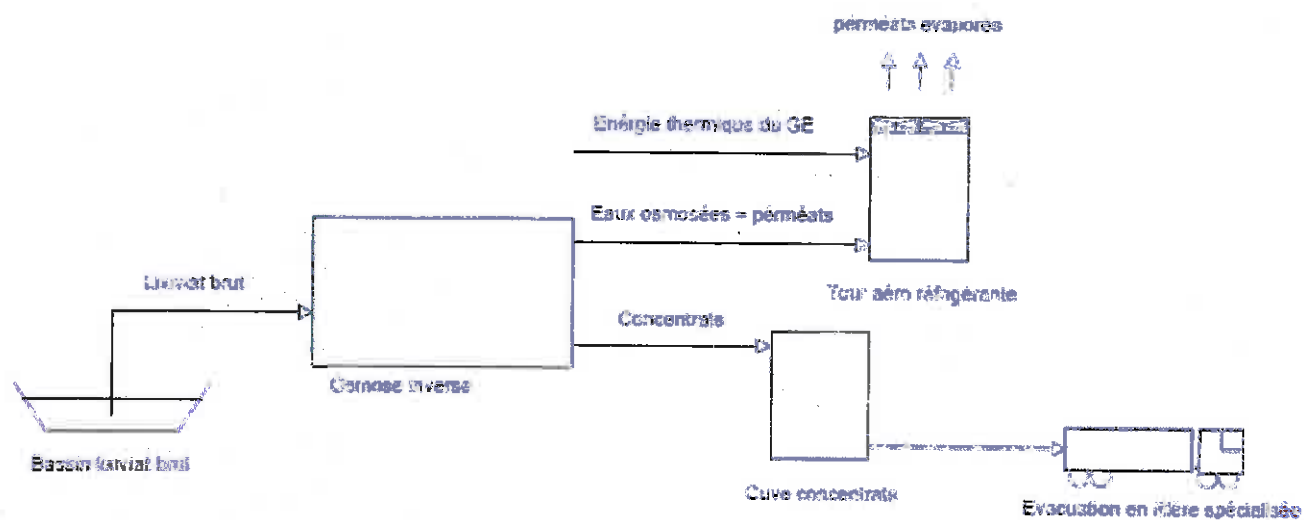 perméats évaporés
Energie thermique du GE
Eaux osmosées = perméats
Lixiviat brut
Tour aéro réfrigérante
Concentrats
Osmose inverse
Bassin lixiviat brut
Cuve concentrats
Evacuation en filière spécialisée